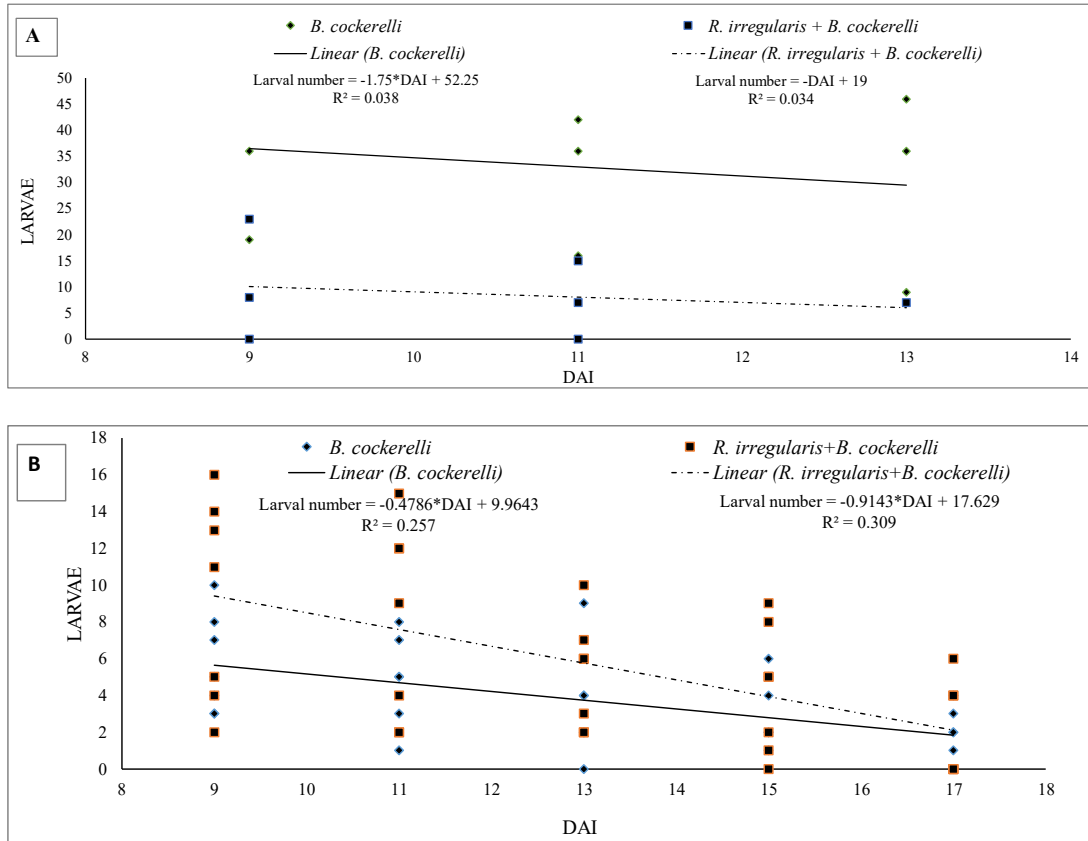 A
B. cockerelli
R. irregularis + B. cockerelli
Linear (B. cockerelli)
Linear (R. irregularis + B. cockerelli)
Larval number = -1.75*DAI + 52.25
R² = 0.038
Larval number = -DAI + 19
R² = 0.034
LARVAE
50
45
40
35
30
25
20
15
10
5
0
8 9 10 11 12 13 14
DAI
B
B. cockerelli
R. irregularis+B. cockerelli
Linear (B. cockerelli)
Linear (R. irregularis+B. cockerelli)
Larval number = -0.4786*DAI + 9.9643
R² = 0.257
Larval number = -0.9143*DAI + 17.629
R² = 0.309
LARVAE
18
16
14
12
10
8
6
4
2
0
8 9 10 11 12 13 14 15 16 17 18
DAI